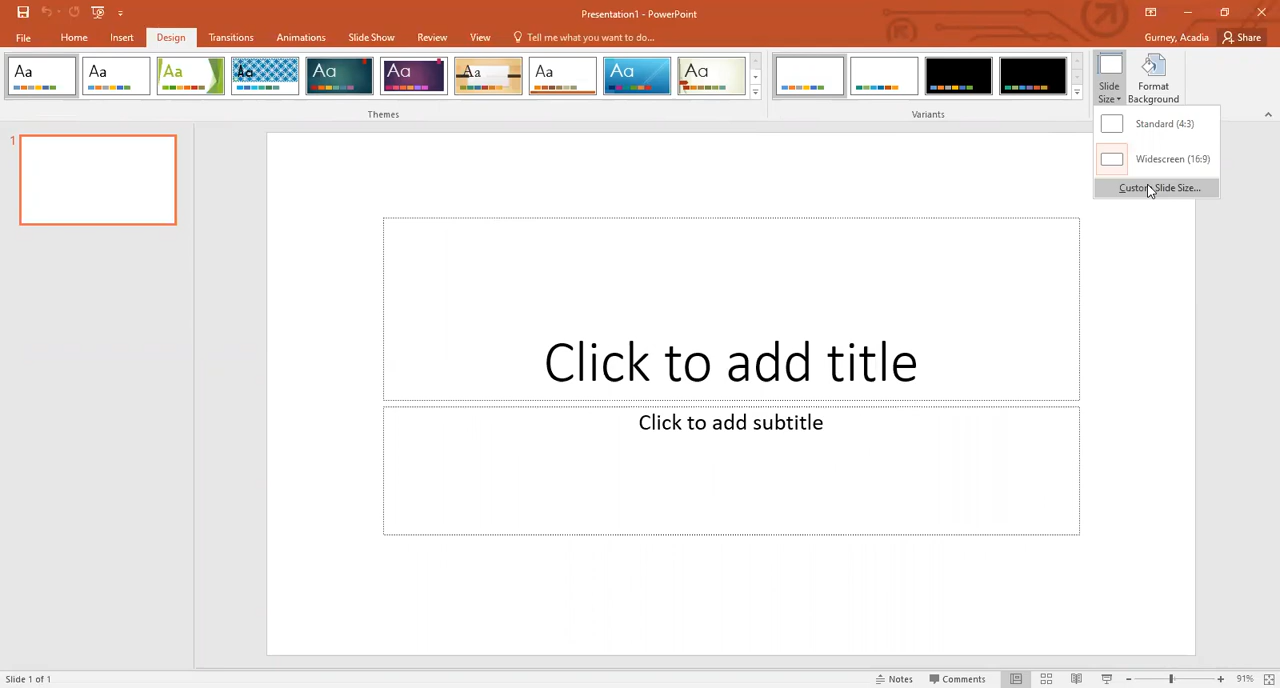 Presentation1 - PowerPoint
File Home Insert Design Transitions Animations Slide Show Review View Tell me what you want to do... Gurney, Acadia Share
Aa Aa Aa Aa Aa Aa Aa Aa Aa Aa
Slide Size
Format Background
Themes
Variants
Standard (4:3)
Widescreen (16:9)
Custom Slide Size...
1
Click to add title
Click to add subtitle
Slide 1 of 1 Notes Comments 91%